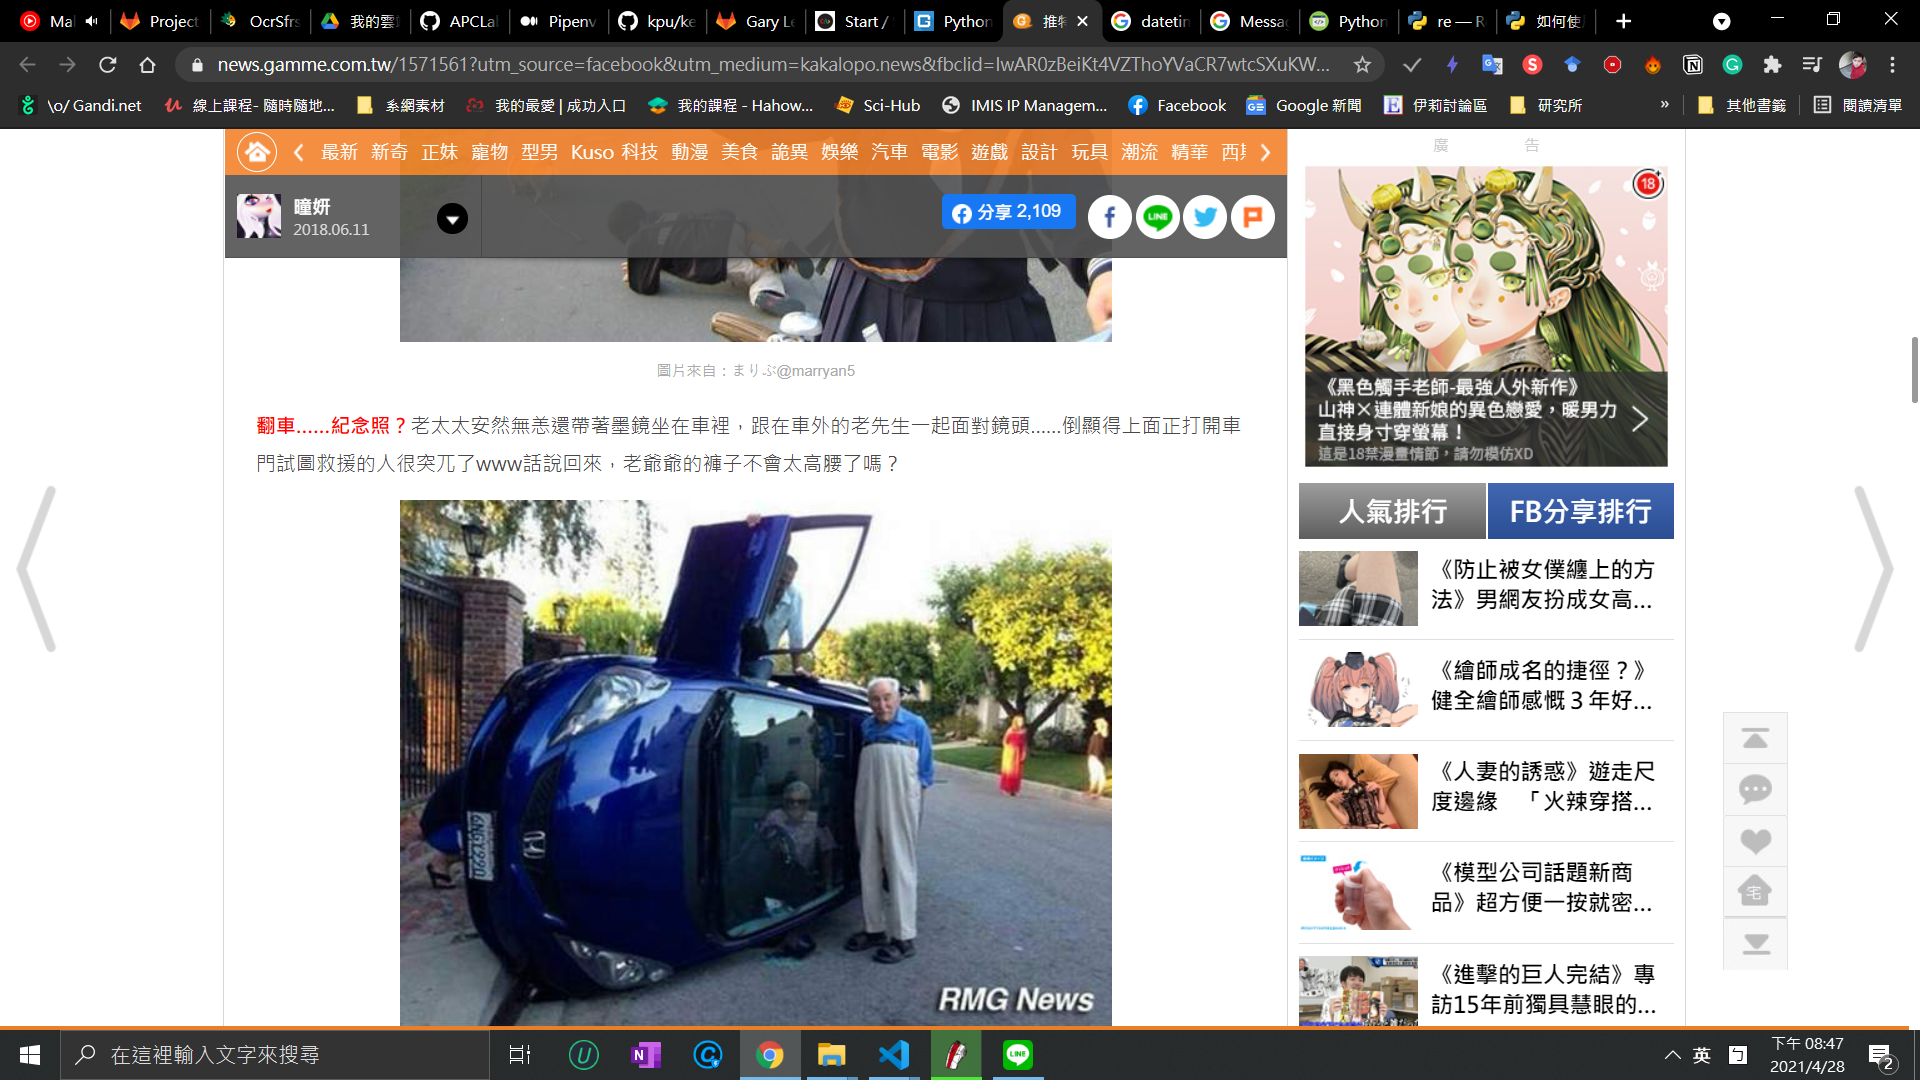 Mal
Project
OcrSfrs
我的雲
APCLa
Pipenv
kpu/ke
Gary Le
Start /
Python
推特
datetin
Messag
Python
re — R
如何使
news.gamme.com.tw/1571561?utm_source=facebook&utm_medium=kakalopo.news&fbclid=IwAR0zBeiKt4VZThoYVaCR7wtcSXuKW...
\o/ Gandi.net
線上課程- 隨時隨地...
系網素材
我的最愛 | 成功入口
我的課程 - Hahow...
Sci-Hub
IMIS IP Managem...
Facebook
Google 新聞
伊莉討論區
研究所
»
其他書籤
閱讀清單
最新 新奇 正妹 寵物 型男 Kuso 科技 動漫 美食 詭異 娛樂 汽車 電影 遊戲 設計 玩具 潮流 精華 西斯
瞳妍
2018.06.11
分享 2,109
LINE
圖片來自：まりぶ@marryan5
翻車......紀念照？老太太安然無恙還帶著墨鏡坐在車裡，跟在車外的老先生一起面對鏡頭......倒顯得上面正打開車
門試圖救援的人很突兀了www話說回來，老爺爺的褲子不會太高腰了嗎？
RMG News
廣 告
18+
《黑色觸手老師-最強人外新作》
山神×連體新娘的異色戀愛，暖男力
直接身寸穿螢幕！
這是18禁漫畫情節，請勿模仿XD
人氣排行
FB分享排行
《防止被女僕纏上的方
法》男網友扮成女高...
《繪師成名的捷徑？》
健全繪師感慨３年好...
《人妻的誘惑》遊走尺
度邊緣 「火辣穿搭...
《模型公司話題新商
品》超方便一按就密...
《進擊的巨人完結》專
訪15年前獨具慧眼的...
宅
在這裡輸入文字來搜尋
英
下午 08:47
2021/4/28
2